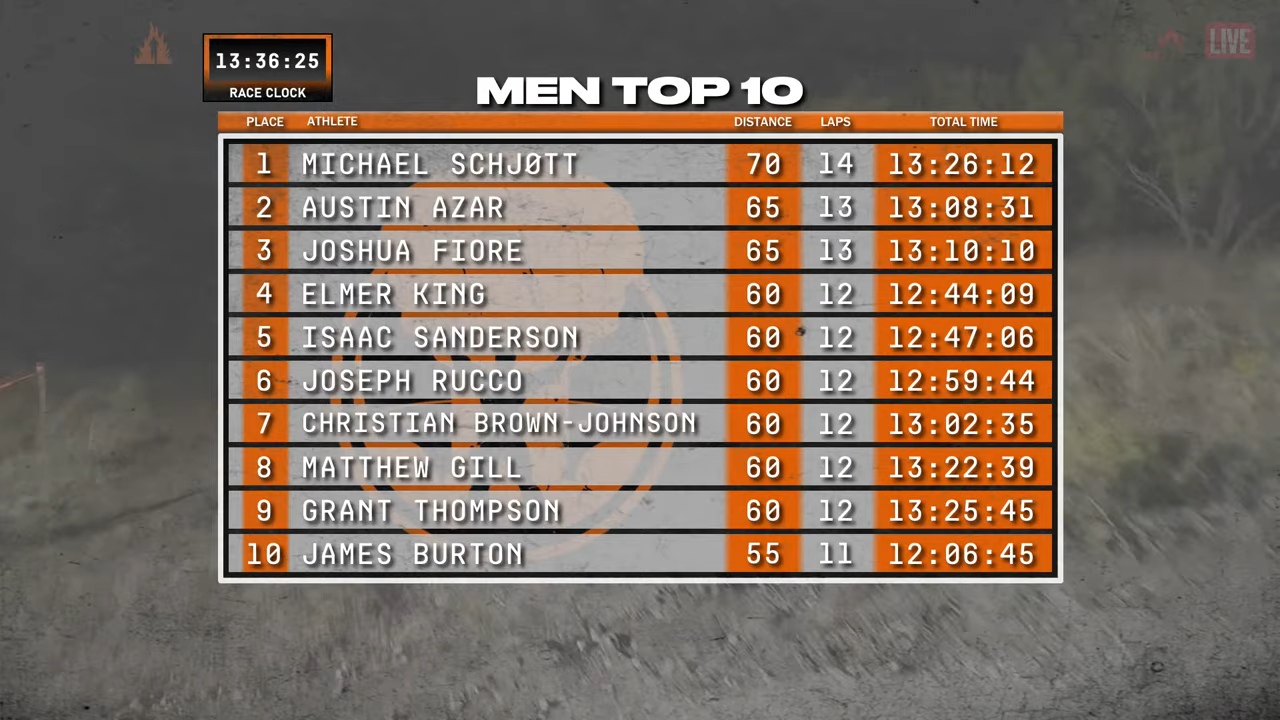 LIVE
13:36:25
RACE CLOCK
MEN TOP 10
PLACE ATHLETE DISTANCE LAPS TOTAL TIME
1 MICHAEL SCHJØTT 70 14 13:26:12
2 AUSTIN AZAR 65 13 13:08:31
3 JOSHUA FIORE 65 13 13:10:10
4 ELMER KING 60 12 12:44:09
5 ISAAC SANDERSON 60 12 12:47:06
6 JOSEPH RUCCO 60 12 12:59:44
7 CHRISTIAN BROWN-JOHNSON 60 12 13:02:35
8 MATTHEW GILL 60 12 13:22:39
9 GRANT THOMPSON 60 12 13:25:45
10 JAMES BURTON 55 11 12:06:45